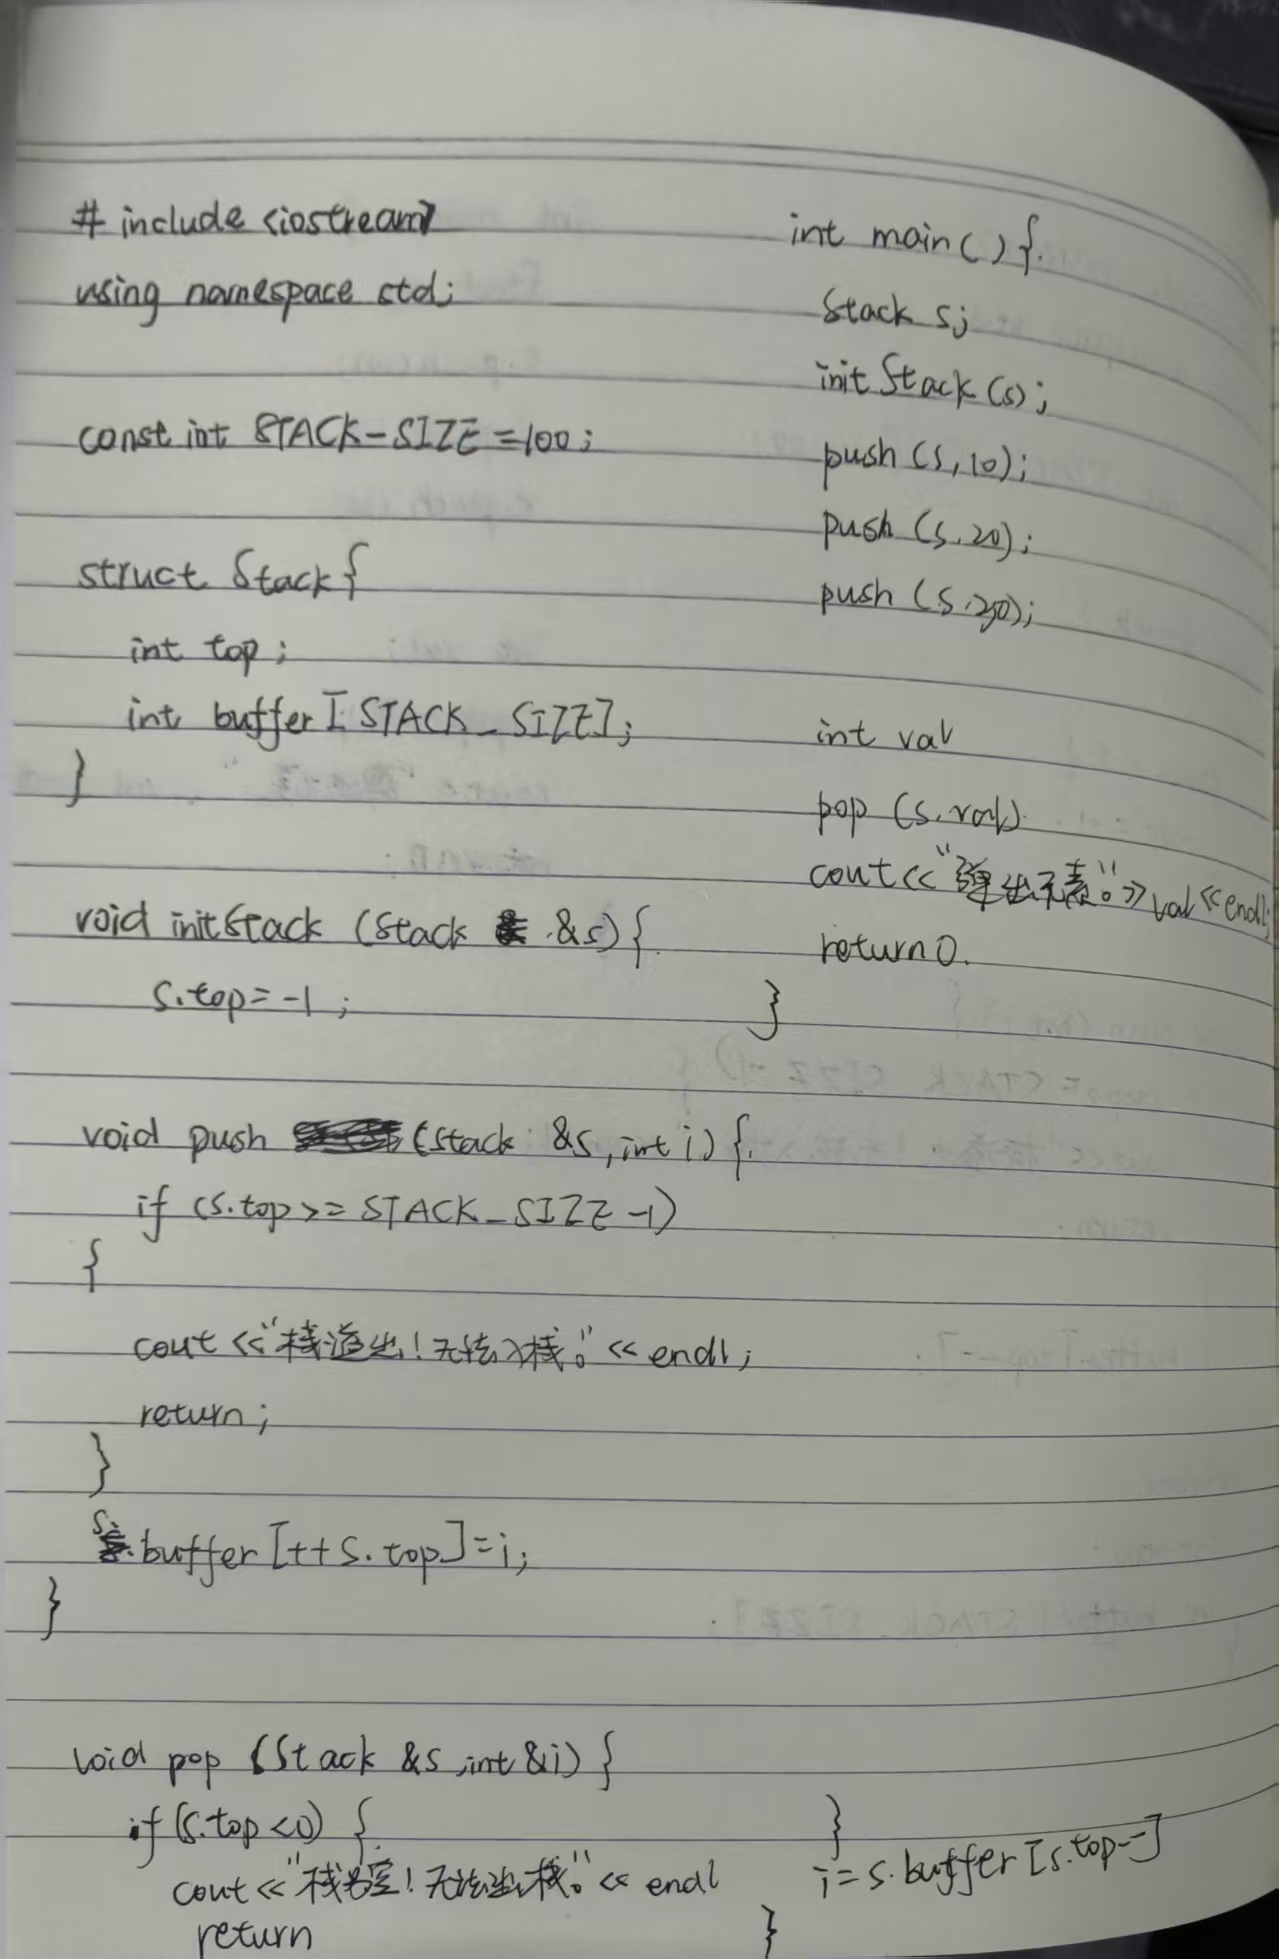 # include <iostream>
using namespace std;
const int STACK-SIZE =100;
struct Stack {
int top;
int buffer [STACK_SIZE];
}
void initStack (Stack &s) {
s.top=-1;
void push (Stack &s, int i) {
if (s.top>= STACK_SIZE -1)
{
cout <<"栈溢出!无法入栈。"<< endl;
return;
}
s.buffer [++s.top]=i;
}
void pop (Stack &s, int &i) {
if (s.top<0) {
cout <<"栈为空!无法出栈。"<< endl
return
}
i=s.buffer [s.top--]
}
int main() {
Stack s;
initStack (s);
push (s,10);
push (s,20);
push (s,
int val
pop (s,val)
cout<<"弹出元素。">>val<<endl;
return 0.
}